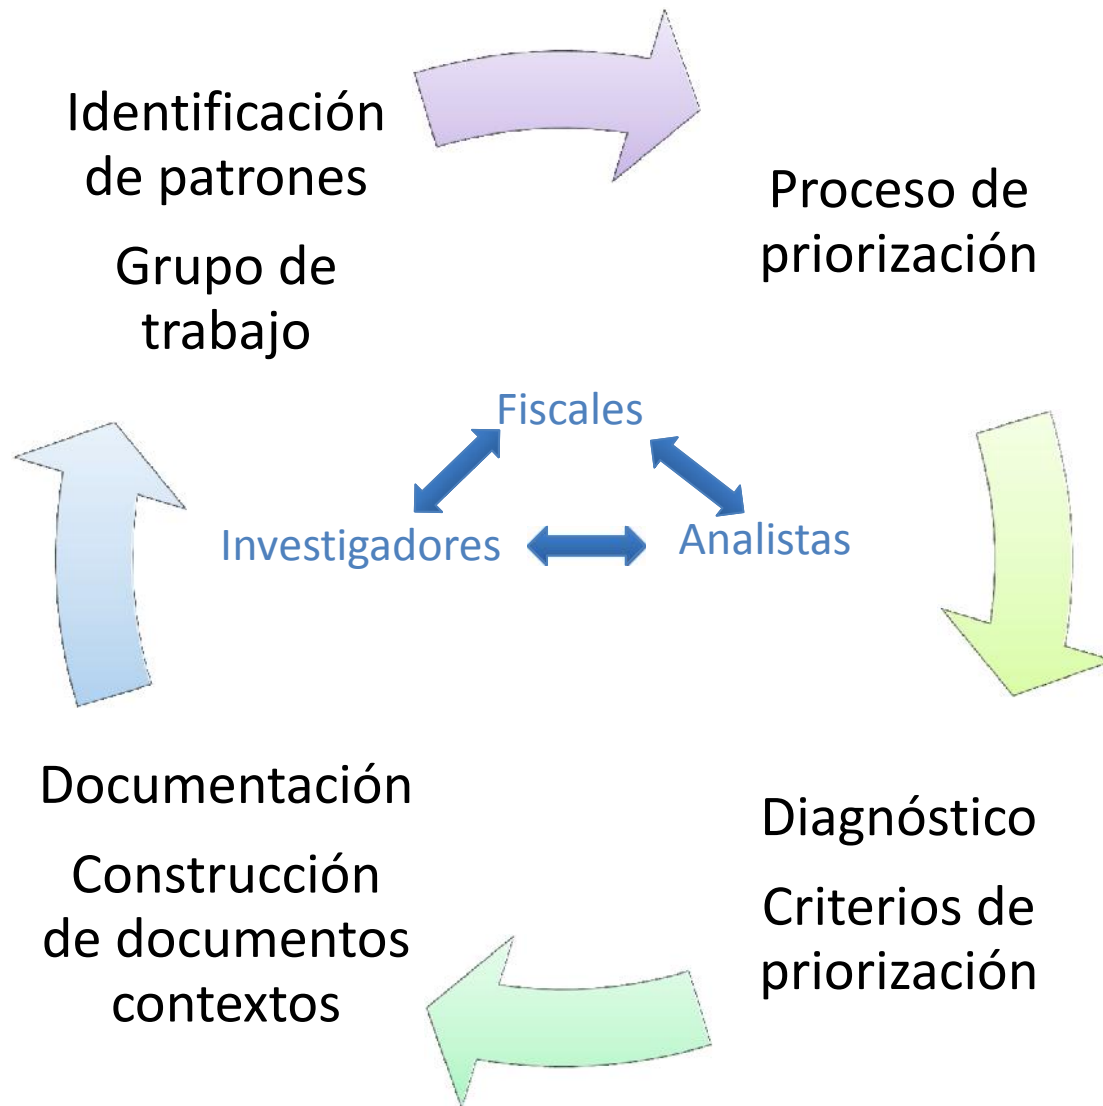 Identificación
de patrones
Grupo de
trabajo
Proceso de
priorización
Fiscales
Investigadores
Analistas
Documentación
Construcción
de documentos
contextos
Diagnóstico
Criterios de
priorización